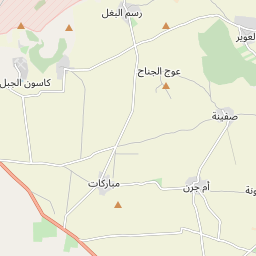 رسم البغل
العوير
عوج الجناح
كاسون الجبل
صفينة
مباركات
أم جرن